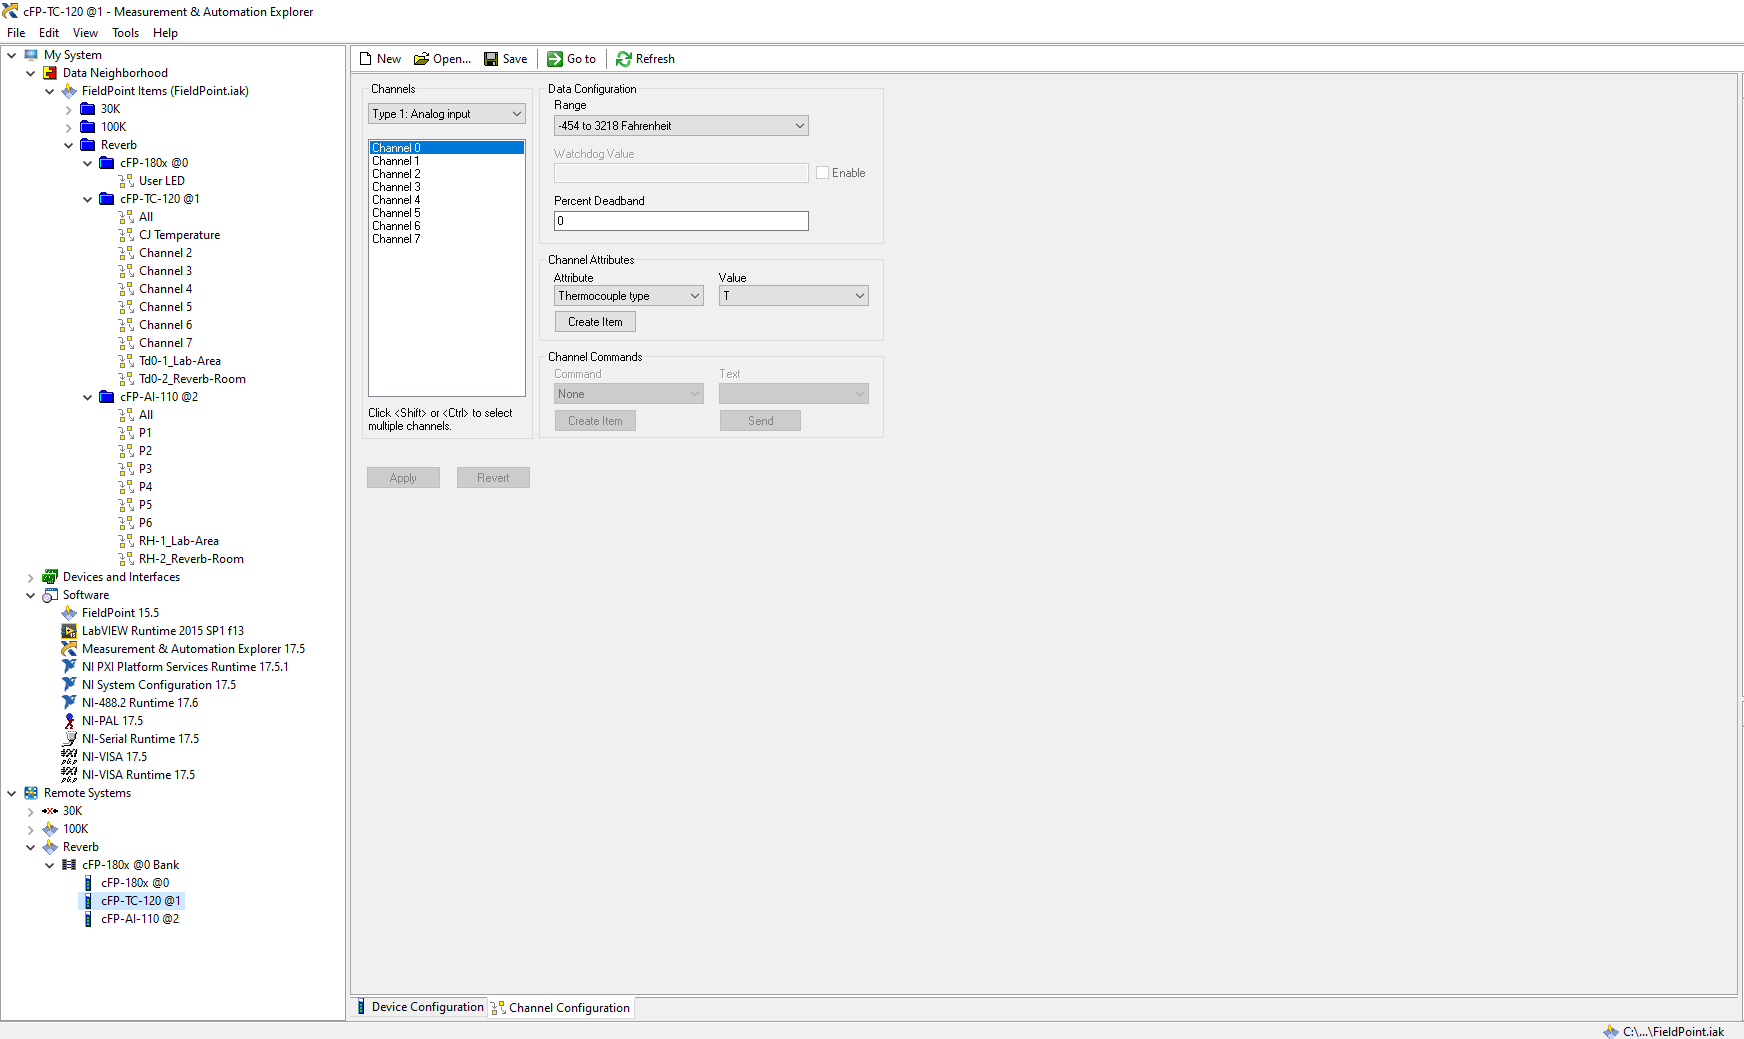 cFP-TC-120 @1 - Measurement & Automation Explorer
File Edit View Tools Help
My System
Data Neighborhood
FieldPoint Items (FieldPoint.iak)
30K
100K
Reverb
cFP-180x @0
User LED
cFP-TC-120 @1
All
CJ Temperature
Channel 2
Channel 3
Channel 4
Channel 5
Channel 6
Channel 7
Td0-1_Lab-Area
Td0-2_Reverb-Room
cFP-AI-110 @2
All
P1
P2
P3
P4
P5
P6
RH-1_Lab-Area
RH-2_Reverb-Room
Devices and Interfaces
Software
FieldPoint 15.5
LabVIEW Runtime 2015 SP1 f13
Measurement & Automation Explorer 17.5
NI PXI Platform Services Runtime 17.5.1
NI System Configuration 17.5
NI-488.2 Runtime 17.6
NI-PAL 17.5
NI-Serial Runtime 17.5
NI-VISA 17.5
NI-VISA Runtime 17.5
Remote Systems
30K
100K
Reverb
cFP-180x @0 Bank
cFP-180x @0
cFP-TC-120 @1
cFP-AI-110 @2
New Open... Save Go to Refresh
Channels
Type 1: Analog input
Channel 0
Channel 1
Channel 2
Channel 3
Channel 4
Channel 5
Channel 6
Channel 7
Click <Shift> or <Ctrl> to select
multiple channels.
Apply Revert
Data Configuration
Range
-454 to 3218 Fahrenheit
Watchdog Value
Enable
Percent Deadband
0
Channel Attributes
Attribute Value
Thermocouple type T
Create Item
Channel Commands
Command Text
None
Create Item Send
Device Configuration Channel Configuration
C:\...\FieldPoint.iak